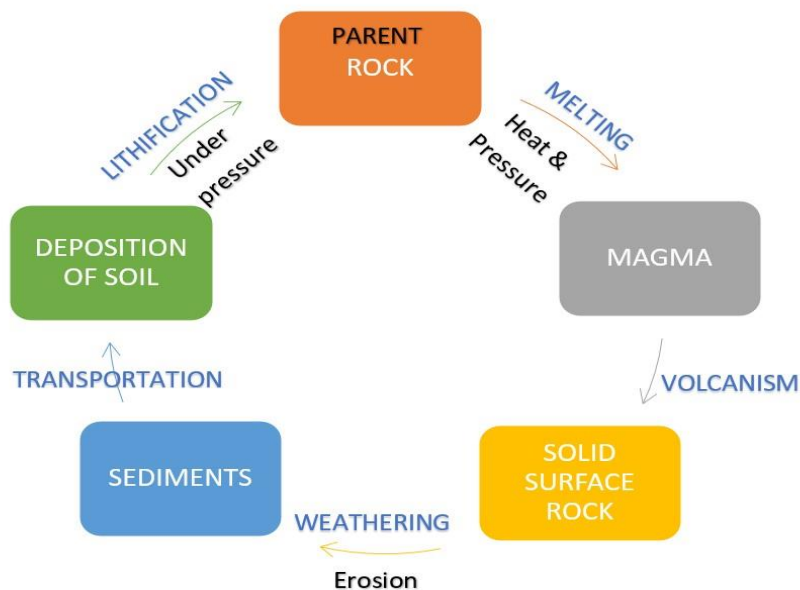 PARENT
ROCK
MELTING
Heat &
Pressure
MAGMA
VOLCANISM
SOLID
SURFACE
ROCK
WEATHERING
Erosion
SEDIMENTS
TRANSPORTATION
DEPOSITION
OF SOIL
LITHIFICATION
Under
pressure